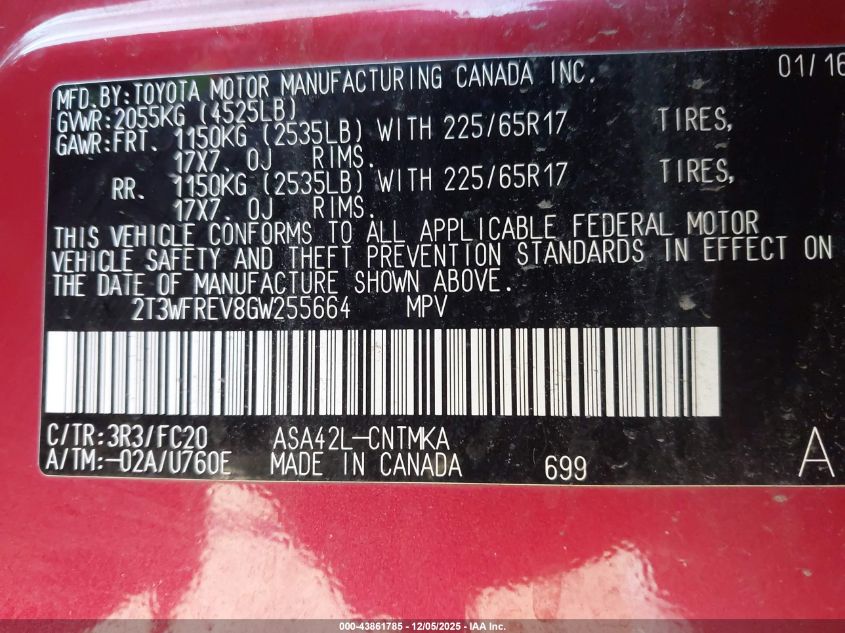 MFD.BY:TOYOTA MOTOR MANUFACTURING CANADA INC. 01/16
GVWR:2055KG (4525LB)
GAWR:FRT. 1150KG (2535LB) WITH 225/65R17 TIRES,
17X7.0J RIMS.
RR. 1150KG (2535LB) WITH 225/65R17 TIRES,
17X7.0J RIMS.
THIS VEHICLE CONFORMS TO ALL APPLICABLE FEDERAL MOTOR
VEHICLE SAFETY AND THEFT PREVENTION STANDARDS IN EFFECT ON
THE DATE OF MANUFACTURE SHOWN ABOVE.
2T3WFREV8GW255664 MPV
C/TR:3R3/FC20 ASA42L-CNTMKA
A/TM:-02A/U760E MADE IN CANADA 699 A
000-43861785 — 12/05/2025 — IAA Inc.